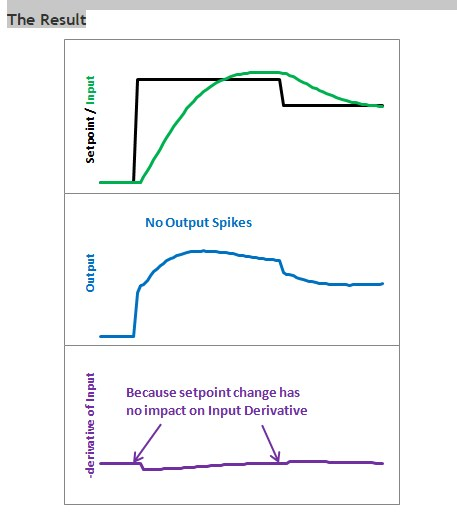 The Result
Setpoint / Input
No Output Spikes
Output
Because setpoint change has
no impact on Input Derivative
-derivative of Input